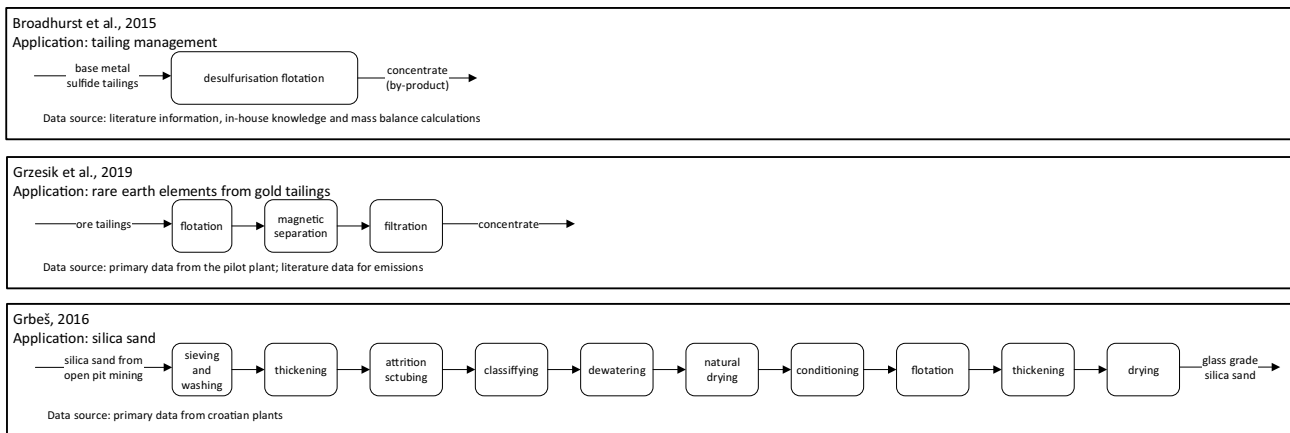 Broadhurst et al., 2015
Application: tailing management
base metal
sulfide tailings
desulfurisation flotation
concentrate
(by-product)
Data source: literature information, in-house knowledge and mass balance calculations
Grzesik et al., 2019
Application: rare earth elements from gold tailings
ore tailings
flotation
magnetic
separation
filtration
concentrate
Data source: primary data from the pilot plant; literature data for emissions
Grbeš, 2016
Application: silica sand
silica sand from
open pit mining
sieving
and
washing
thickening
attrition
sctubing
classiffying
dewatering
natural
drying
conditioning
flotation
thickening
drying
glass grade
silica sand
Data source: primary data from croatian plants